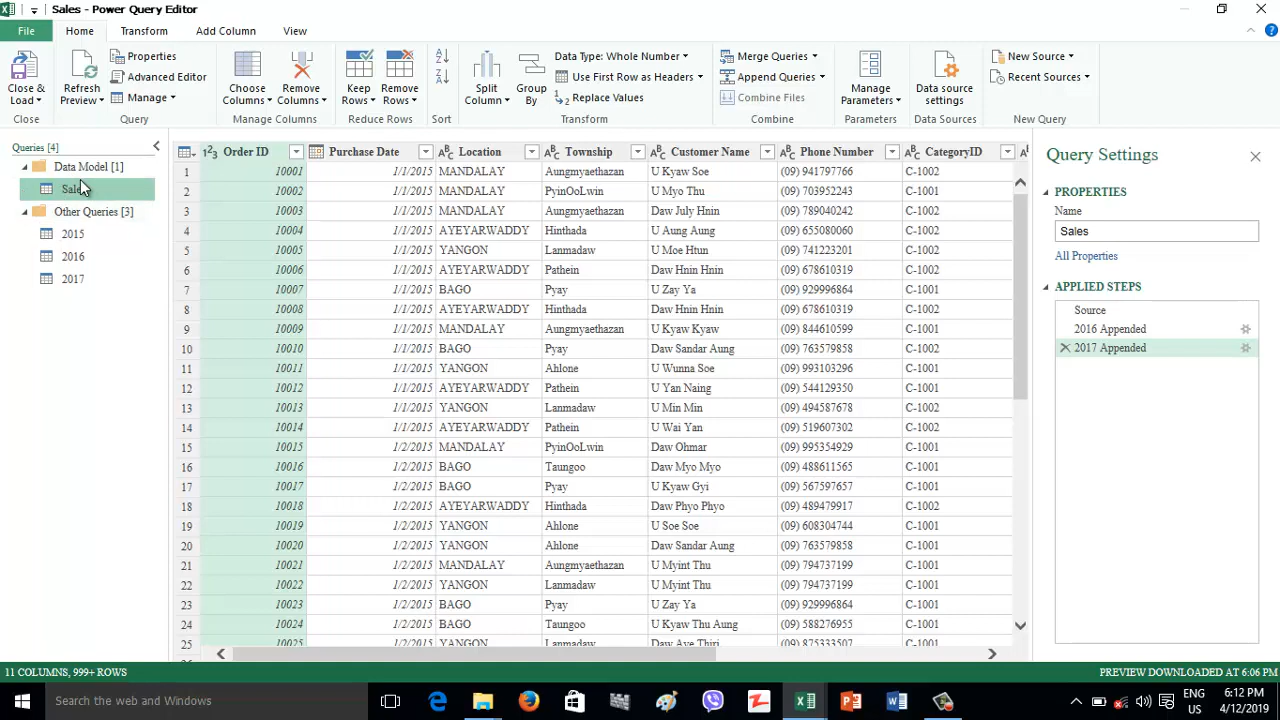 Sales - Power Query Editor
File Home Transform Add Column View
Close & Load
Refresh Preview
Properties
Advanced Editor
Manage
Choose Columns
Remove Columns
Keep Rows
Remove Rows
Split Column
Group By
Data Type: Whole Number
Use First Row as Headers
Replace Values
Merge Queries
Append Queries
Combine Files
Manage Parameters
Data source settings
New Source
Recent Sources
Close Query Manage Columns Reduce Rows Sort Transform Combine Parameters Data Sources New Query
Queries [4]
Data Model [1]
Sales
Other Queries [3]
2015
2016
2017
Order ID Purchase Date Location Township Customer Name Phone Number CategoryID
1 10001 1/1/2015 MANDALAY Aungmyaethazan U Kyaw Soe (09) 941797766 C-1002
2 10002 1/1/2015 MANDALAY PyinOoLwin U Myo Thu (09) 703952243 C-1002
3 10003 1/1/2015 MANDALAY Aungmyaethazan Daw July Hnin (09) 789040242 C-1002
4 10004 1/1/2015 AYEYARWADDY Hinthada U Aung Aung (09) 655080060 C-1002
5 10005 1/1/2015 YANGON Lanmadaw U Moe Htun (09) 741223201 C-1002
6 10006 1/1/2015 AYEYARWADDY Pathein Daw Hnin Hnin (09) 678610319 C-1002
7 10007 1/1/2015 BAGO Pyay U Zay Ya (09) 929996864 C-1002
8 10008 1/1/2015 AYEYARWADDY Hinthada Daw Hnin Hnin (09) 678610319 C-1002
9 10009 1/1/2015 MANDALAY Aungmyaethazan U Kyaw Kyaw (09) 844610599 C-1001
10 10010 1/1/2015 BAGO Pyay Daw Sandar Aung (09) 763579858 C-1002
11 10011 1/1/2015 YANGON Ahlone U Wunna Soe (09) 993103296 C-1001
12 10012 1/1/2015 AYEYARWADDY Pathein U Yan Naing (09) 544129350 C-1001
13 10013 1/1/2015 YANGON Lanmadaw U Min Min (09) 494587678 C-1002
14 10014 1/1/2015 AYEYARWADDY Pathein U Wai Yan (09) 519607302 C-1002
15 10015 1/2/2015 MANDALAY PyinOoLwin Daw Ohmar (09) 995354929 C-1001
16 10016 1/2/2015 BAGO Taungoo Daw Myo Myo (09) 488611565 C-1001
17 10017 1/2/2015 BAGO Pyay U Kyaw Gyi (09) 567597657 C-1001
18 10018 1/2/2015 AYEYARWADDY Hinthada Daw Phyo Phyo (09) 489479917 C-1001
19 10019 1/2/2015 YANGON Ahlone U Soe Soe (09) 608304744 C-1001
20 10020 1/2/2015 YANGON Ahlone Daw Sandar Aung (09) 763579858 C-1001
21 10021 1/2/2015 MANDALAY Aungmyaethazan U Myint Thu (09) 794737199 C-1001
22 10022 1/2/2015 YANGON Lanmadaw U Myint Thu (09) 794737199 C-1001
23 10023 1/2/2015 BAGO Pyay U Zay Ya (09) 929996864 C-1001
24 10024 1/2/2015 BAGO Taungoo U Kyaw Thu Aung (09) 588276955 C-1001
25 10025 1/2/2015 YANGON Lanmadaw Daw Aye Thiri (09) 875333507 C-1001
Query Settings
PROPERTIES
Name
Sales
All Properties
APPLIED STEPS
Source
2016 Appended
2017 Appended
11 COLUMNS, 999+ ROWS PREVIEW DOWNLOADED AT 6:06 PM
Search the web and Windows
ENG 6:12 PM
US 4/12/2019